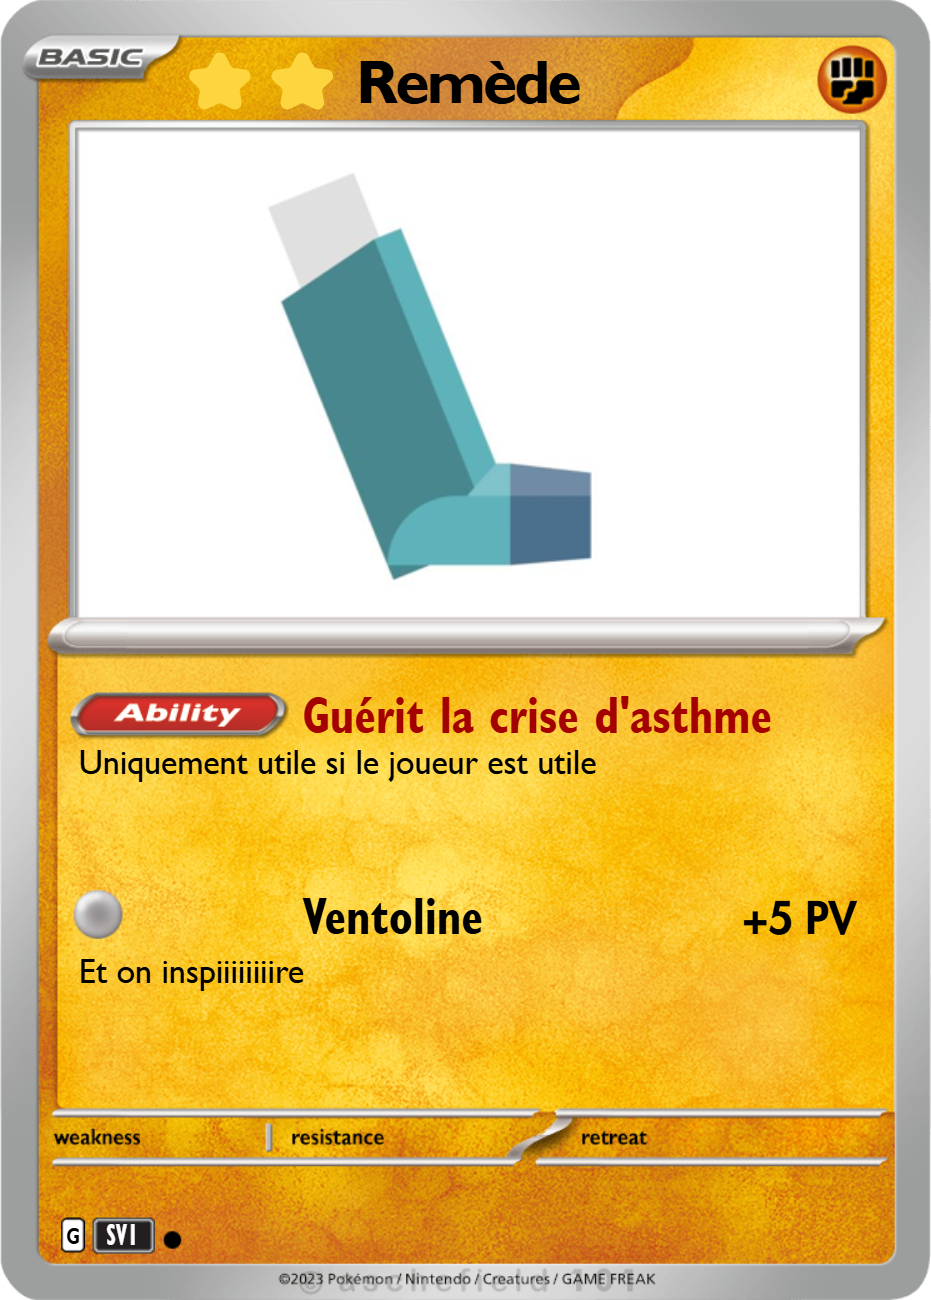 BASIC
Remède
Ability Guérit la crise d'asthme
Uniquement utile si le joueur est utile
Ventoline +5 PV
Et on inspiiiiiiiiire
weakness resistance retreat
G SVI
©2023 Pokémon / Nintendo / Creatures / GAME FREAK